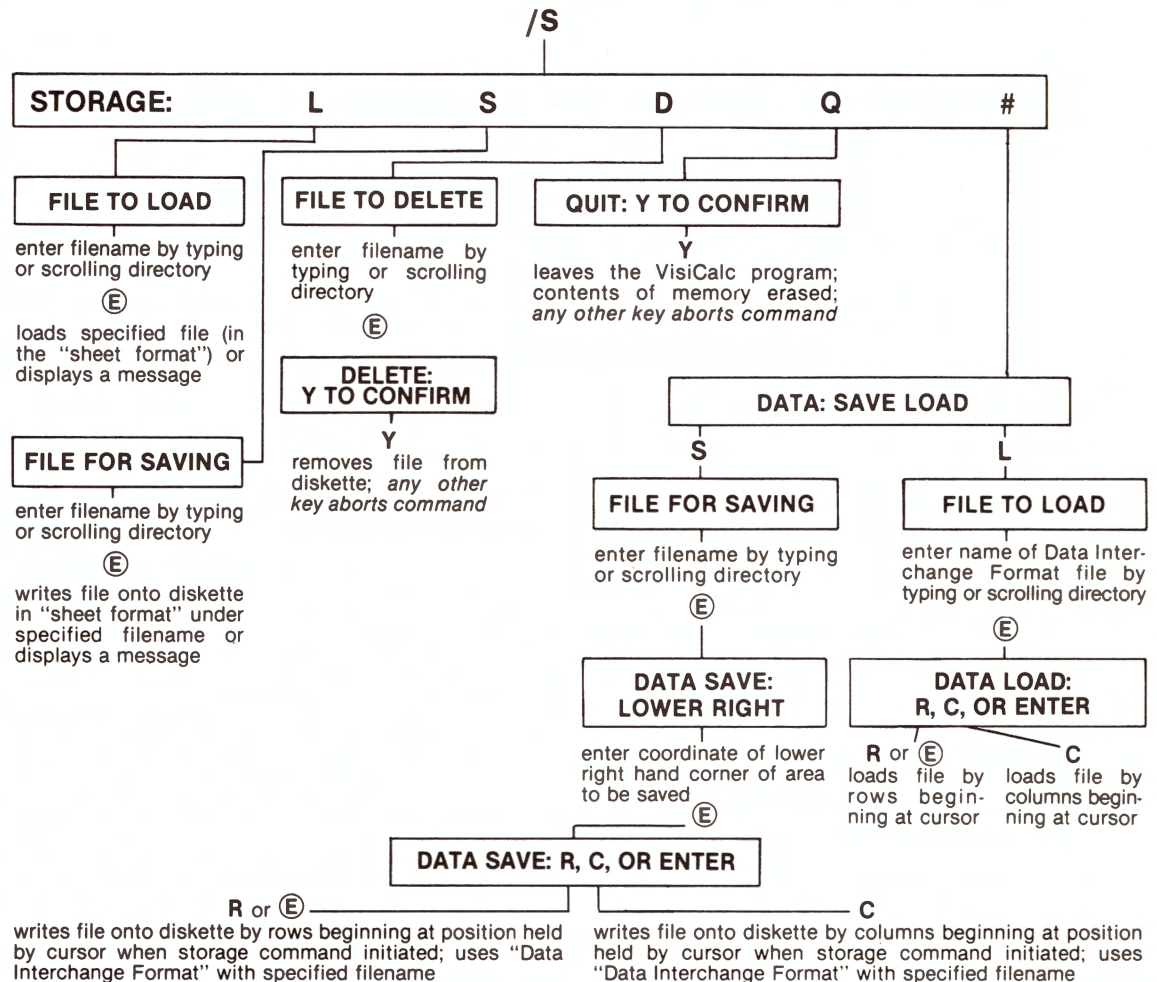 /S
STORAGE: L S D Q #
FILE TO LOAD
enter filename by typing
or scrolling directory
Ⓔ
loads specified file (in
the “sheet format”) or
displays a message
FILE FOR SAVING
enter filename by typing
or scrolling directory
Ⓔ
writes file onto diskette
in “sheet format” under
specified filename or
displays a message
FILE TO DELETE
enter filename by
typing or scrolling
directory
Ⓔ
DELETE:
Y TO CONFIRM
Y
removes file from
diskette; any other
key aborts command
QUIT: Y TO CONFIRM
Y
leaves the VisiCalc program;
contents of memory erased;
any other key aborts command
DATA: SAVE LOAD
S
FILE FOR SAVING
enter filename by typing
or scrolling directory
Ⓔ
DATA SAVE:
LOWER RIGHT
enter coordinate of lower
right hand corner of area
to be saved
Ⓔ
L
FILE TO LOAD
enter name of Data Inter-
change Format file by
typing or scrolling directory
Ⓔ
DATA LOAD:
R, C, OR ENTER
R or Ⓔ
loads file by
rows begin-
ning at cursor
C
loads file by
columns begin-
ning at cursor
DATA SAVE: R, C, OR ENTER
R or Ⓔ
writes file onto diskette by rows beginning at position held
by cursor when storage command initiated; uses “Data
Interchange Format” with specified filename
C
writes file onto diskette by columns beginning at position
held by cursor when storage command initiated; uses
“Data Interchange Format” with specified filename